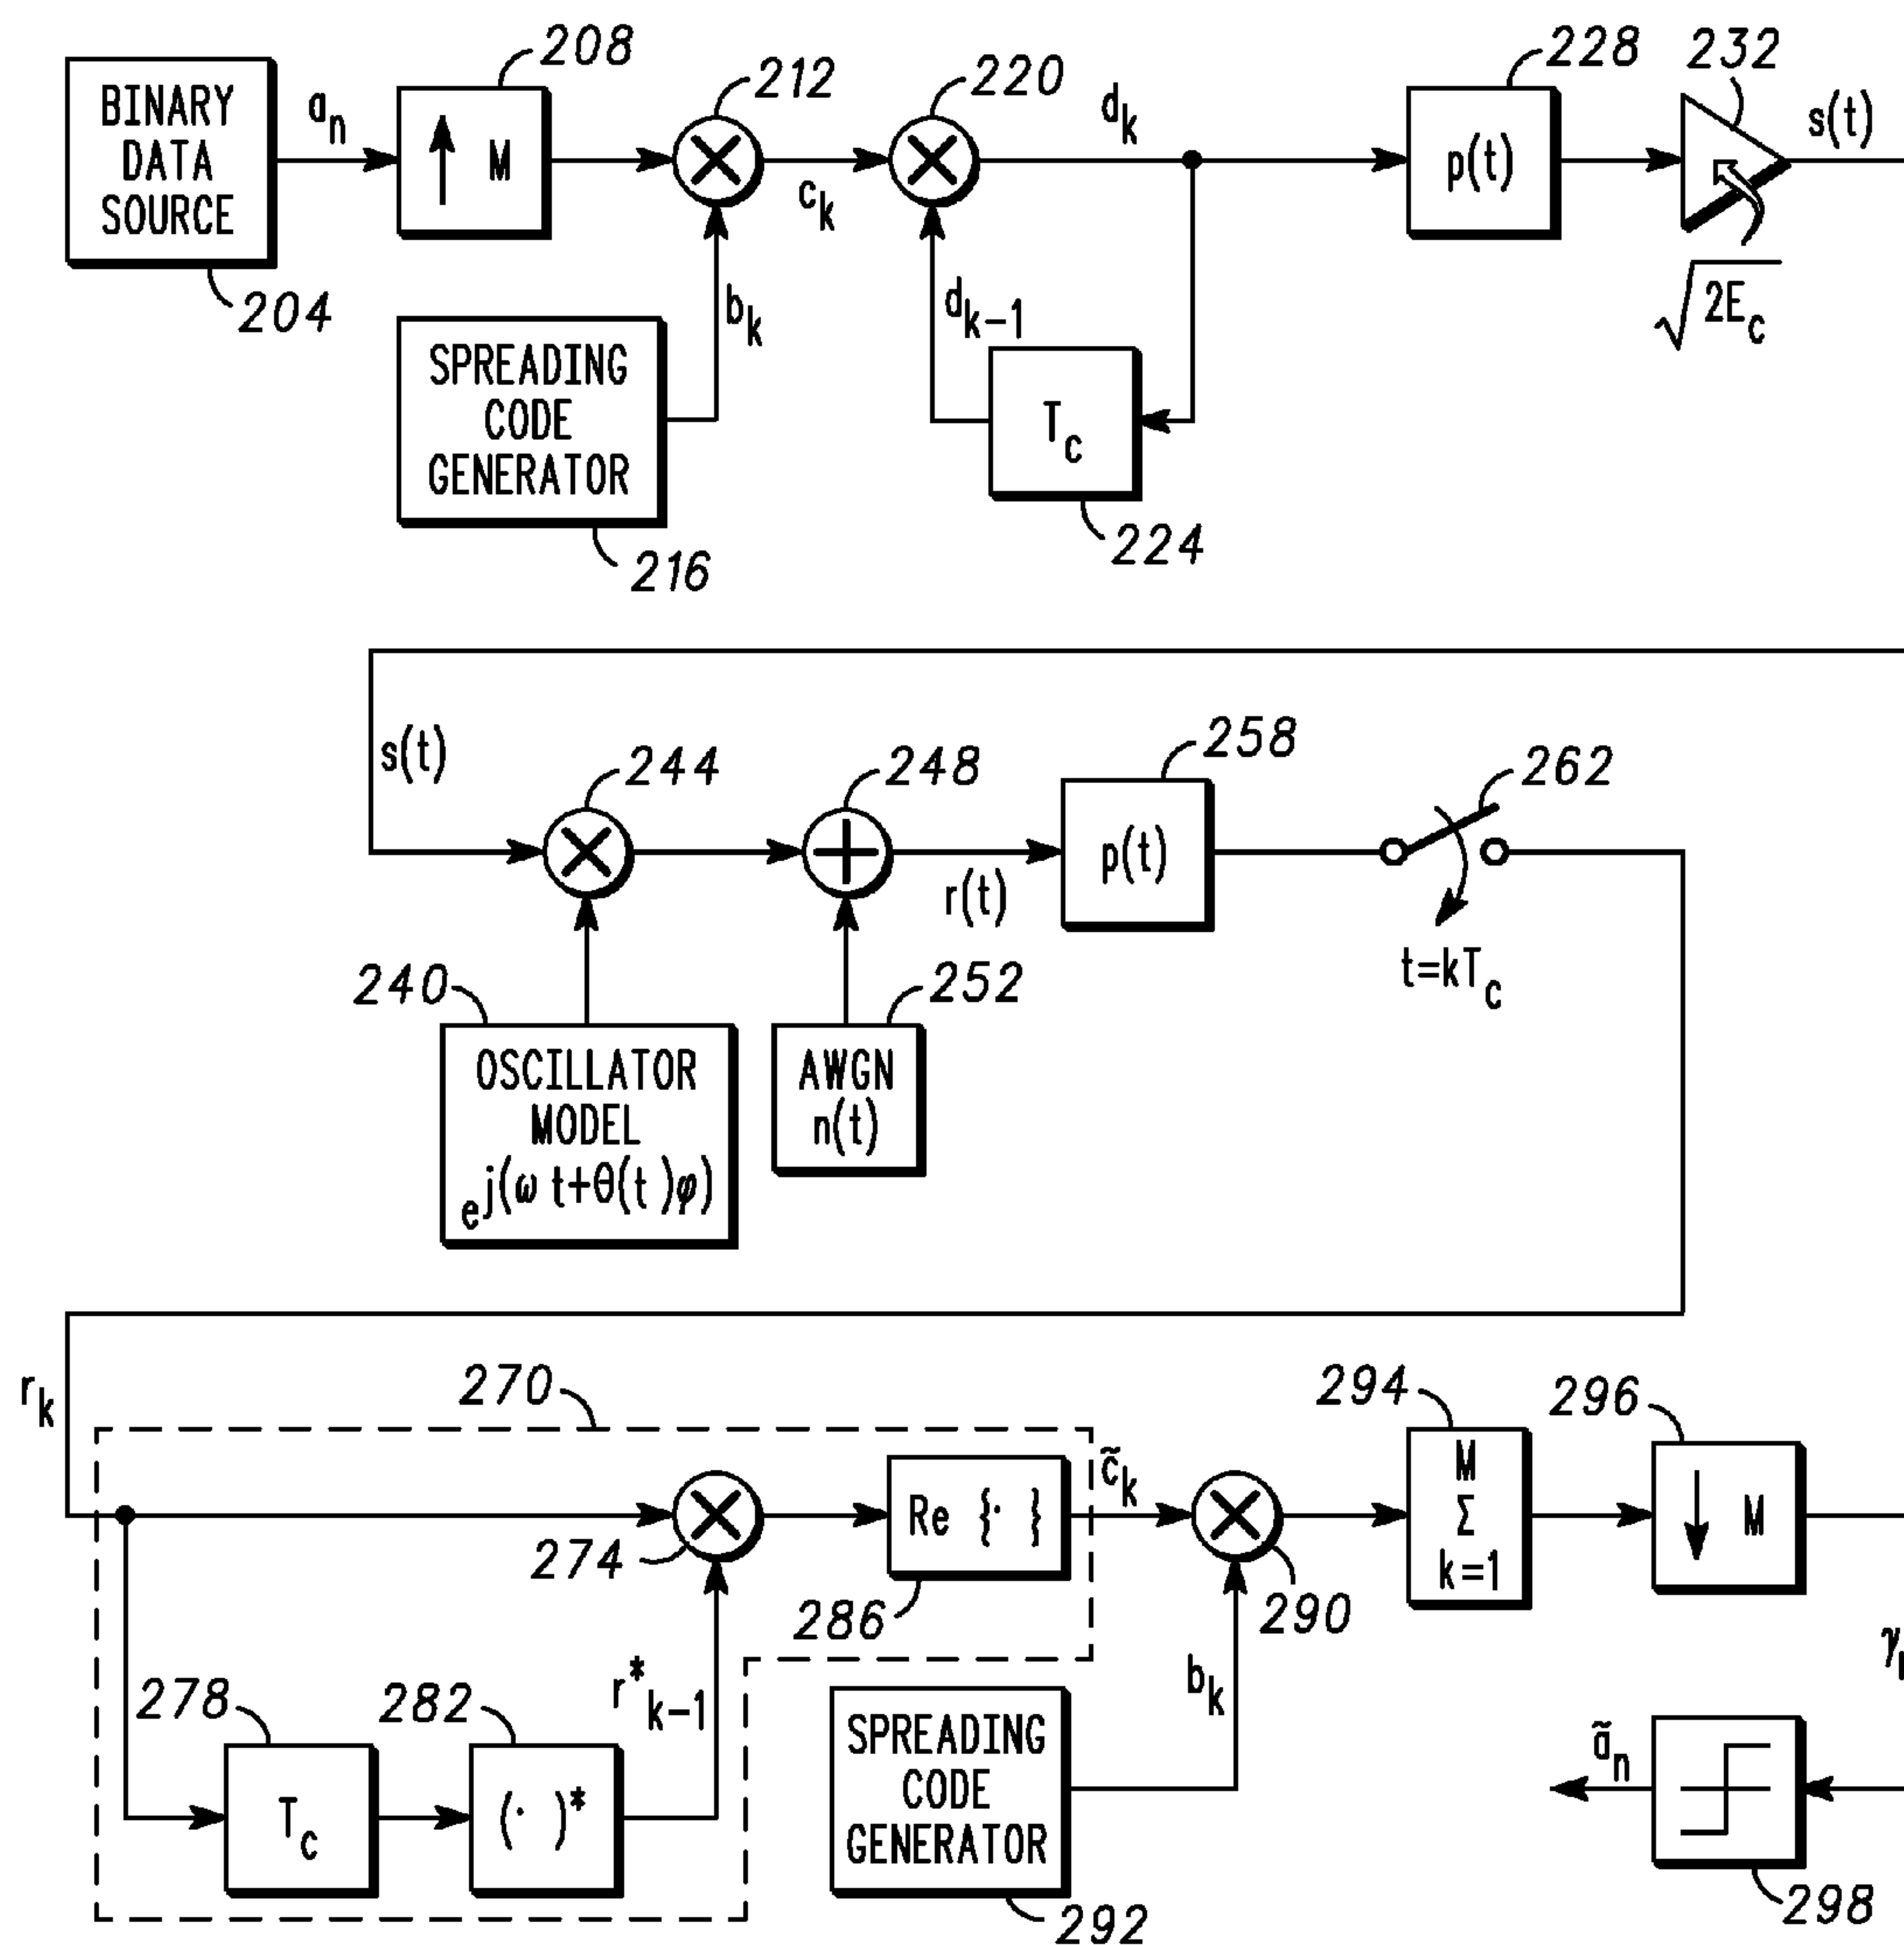 208
212
220
228
232
BINARY
DATA
SOURCE
a_n
↑ M
c_k
d_k
p(t)
s(t)
204
b_k
d_{k-1}
√2E_c
SPREADING
CODE
GENERATOR
T_c
216
224
s(t)
244
248
258
262
r(t)
p(t)
t=kT_c
240
252
OSCILLATOR
MODEL
e^{j(ω t+θ(t)φ)}
AWGN
n(t)
r_k
270
294
296
274
Re {· }
c̃_k
M
Σ
k=1
↓ M
286
290
278
282
r*_{k-1}
b_k
γ
T_c
(· )*
SPREADING
CODE
GENERATOR
ã_n
292
298